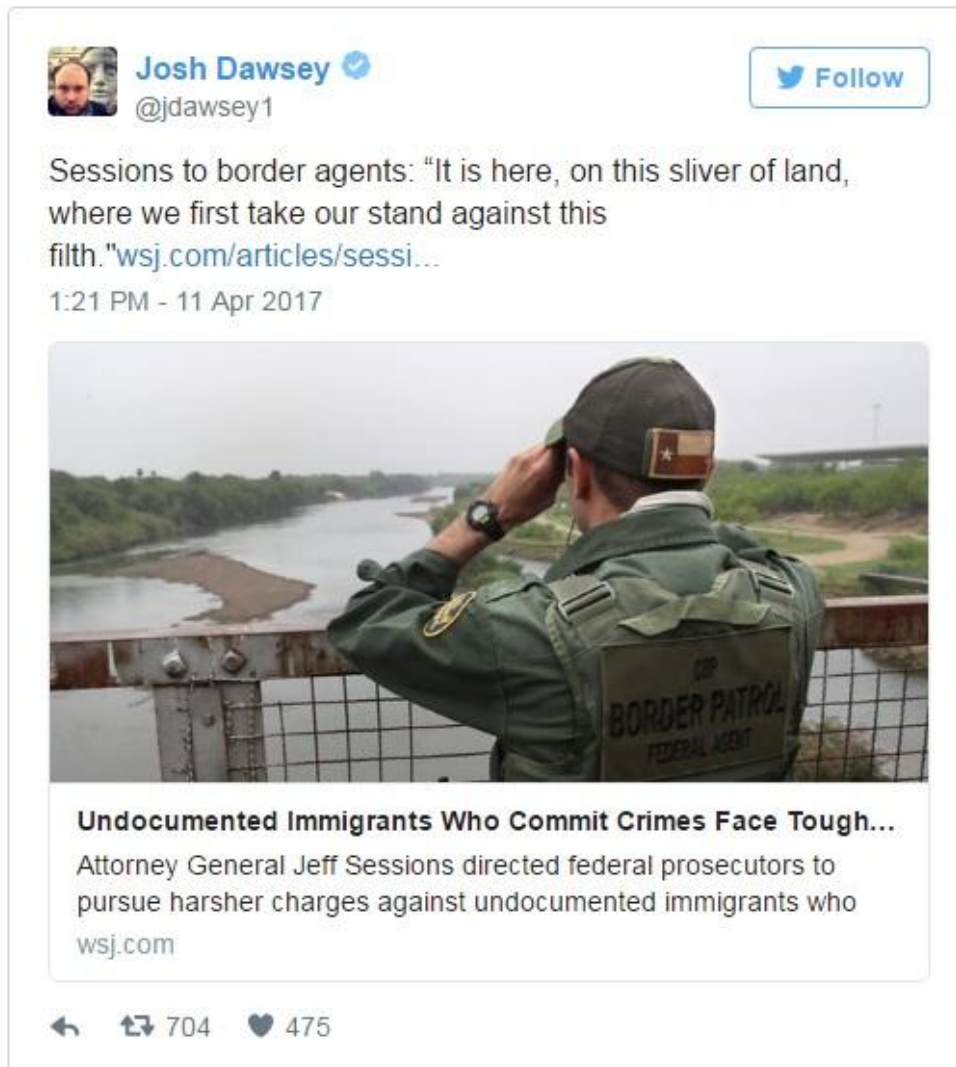 Josh Dawsey
Follow
@jdawsey1
Sessions to border agents: “It is here, on this sliver of land,
where we first take our stand against this
filth."wsj.com/articles/sessi...
1:21 PM - 11 Apr 2017
CBP
BORDER PATROL
FEDERAL AGENT
Undocumented Immigrants Who Commit Crimes Face Tough...
Attorney General Jeff Sessions directed federal prosecutors to
pursue harsher charges against undocumented immigrants who
wsj.com
704 475